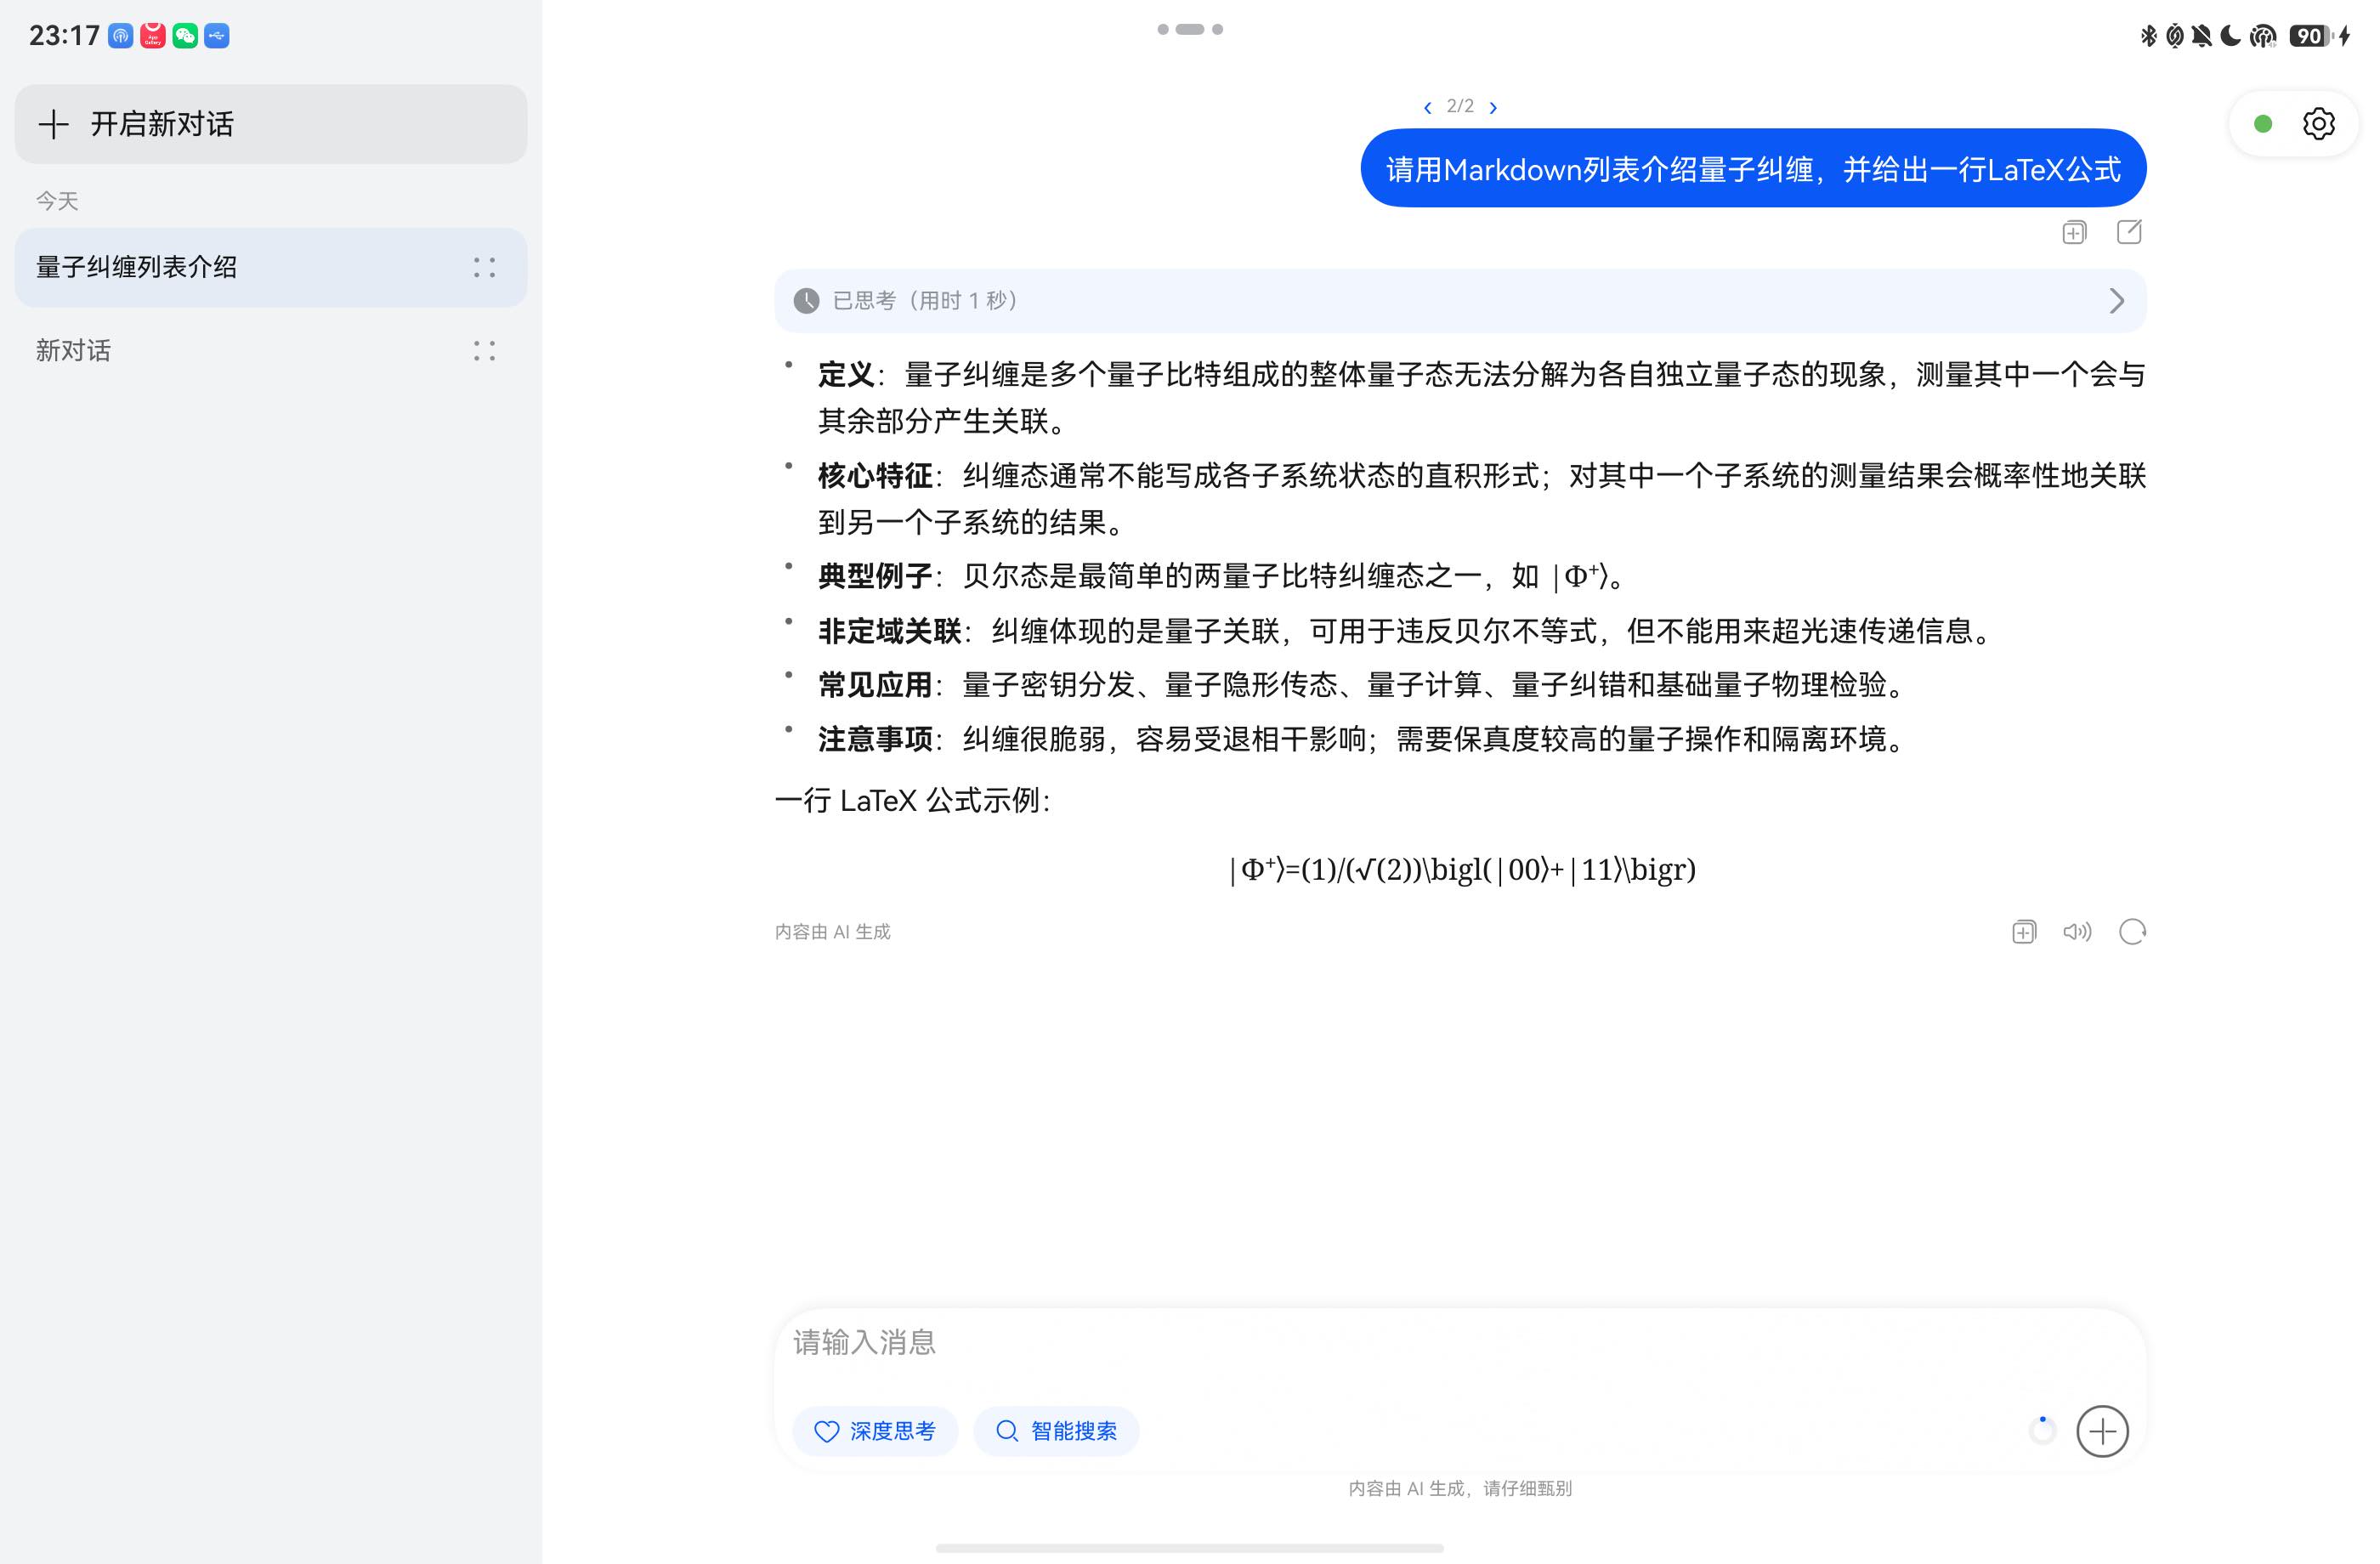 23:17
90
开启新对话
今天
量子纠缠列表介绍
新对话
2/2
请用Markdown列表介绍量子纠缠，并给出一行LaTeX公式
已思考（用时 1 秒）
• 定义：量子纠缠是多个量子比特组成的整体量子态无法分解为各自独立量子态的现象，测量其中一个会与
其余部分产生关联。
• 核心特征：纠缠态通常不能写成各子系统状态的直积形式；对其中一个子系统的测量结果会概率性地关联
到另一个子系统的结果。
• 典型例子：贝尔态是最简单的两量子比特纠缠态之一，如 |Φ⁺⟩。
• 非定域关联：纠缠体现的是量子关联，可用于违反贝尔不等式，但不能用来超光速传递信息。
• 常见应用：量子密钥分发、量子隐形传态、量子计算、量子纠错和基础量子物理检验。
• 注意事项：纠缠很脆弱，容易受退相干影响；需要保真度较高的量子操作和隔离环境。
一行 LaTeX 公式示例：
|Φ⁺⟩=(1)/(√(2))\bigl(|00⟩+|11⟩\bigr)
内容由 AI 生成
请输入消息
深度思考
智能搜索
内容由 AI 生成，请仔细甄别